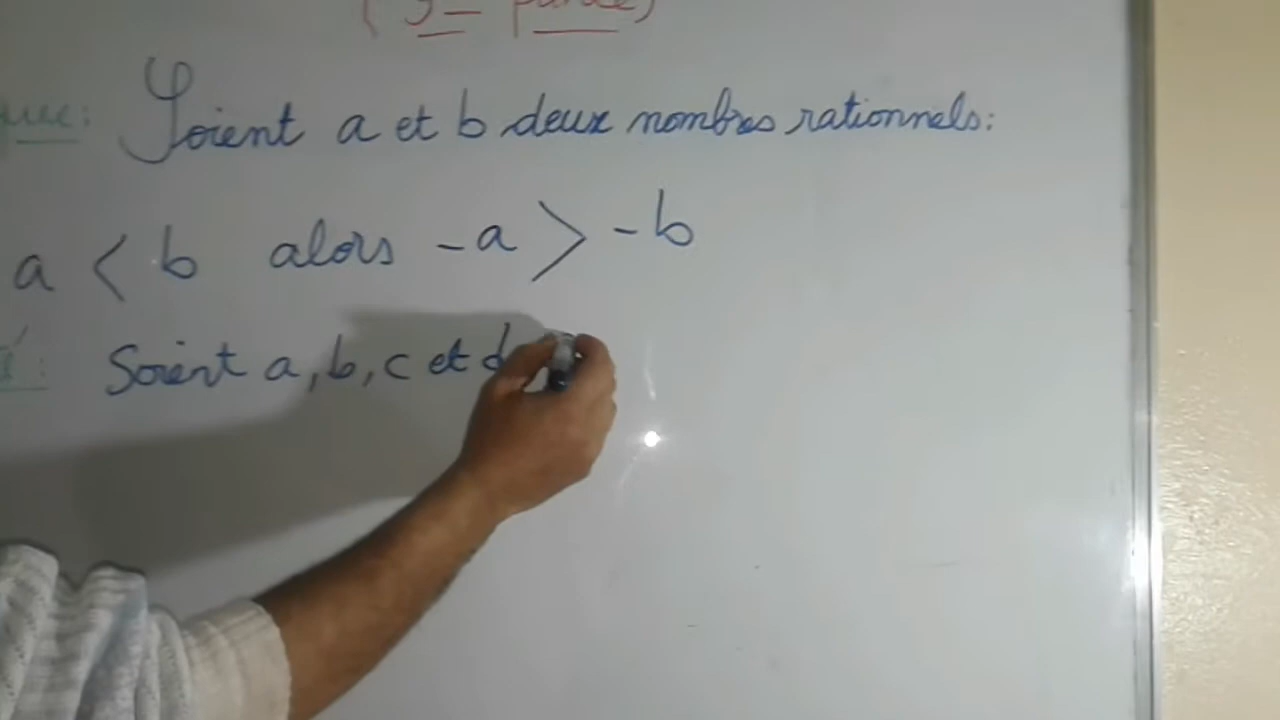 Soient a et b deux nombres rationnels:
a < b alors -a > -b
Soient a, b, c et d